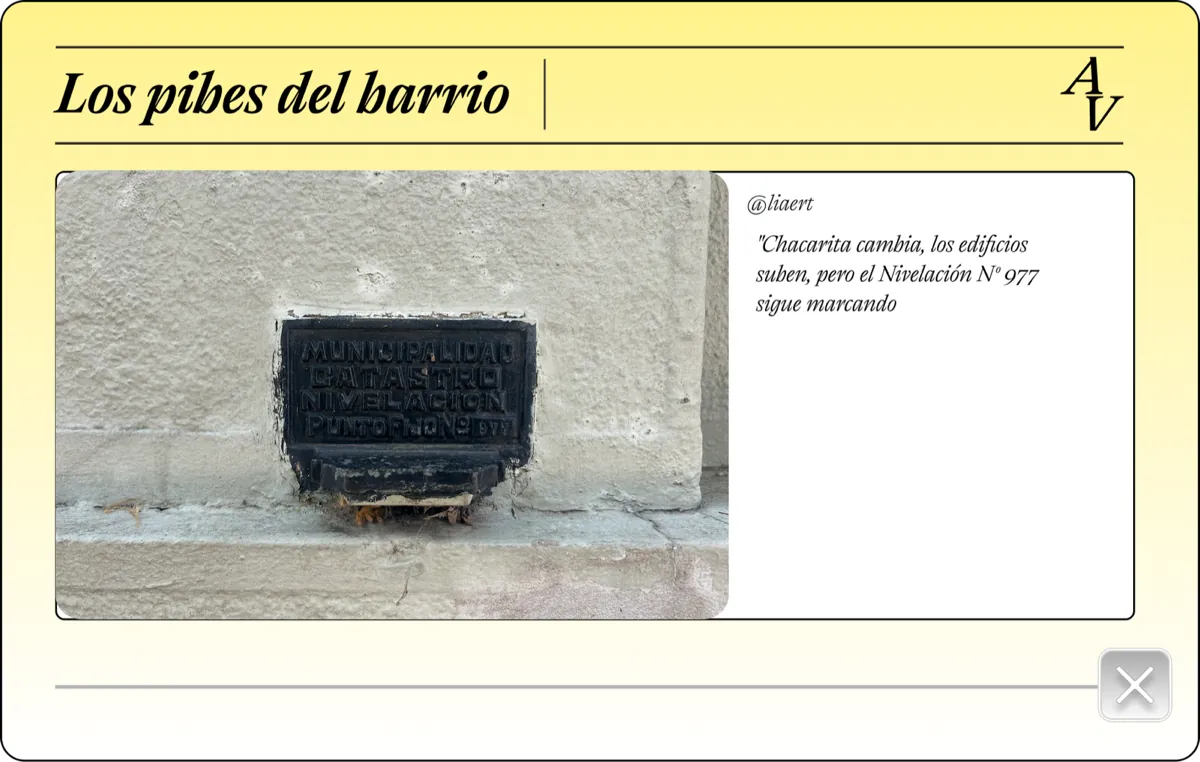 Los pibes del barrio
A
V
@liaert
"Chacarita cambia, los edificios
suben, pero el Nivelación Nº 977
sigue marcando
MUNICIPALIDAD
CATASTRO
NIVELACION
PUNTO FIJO Nº 977